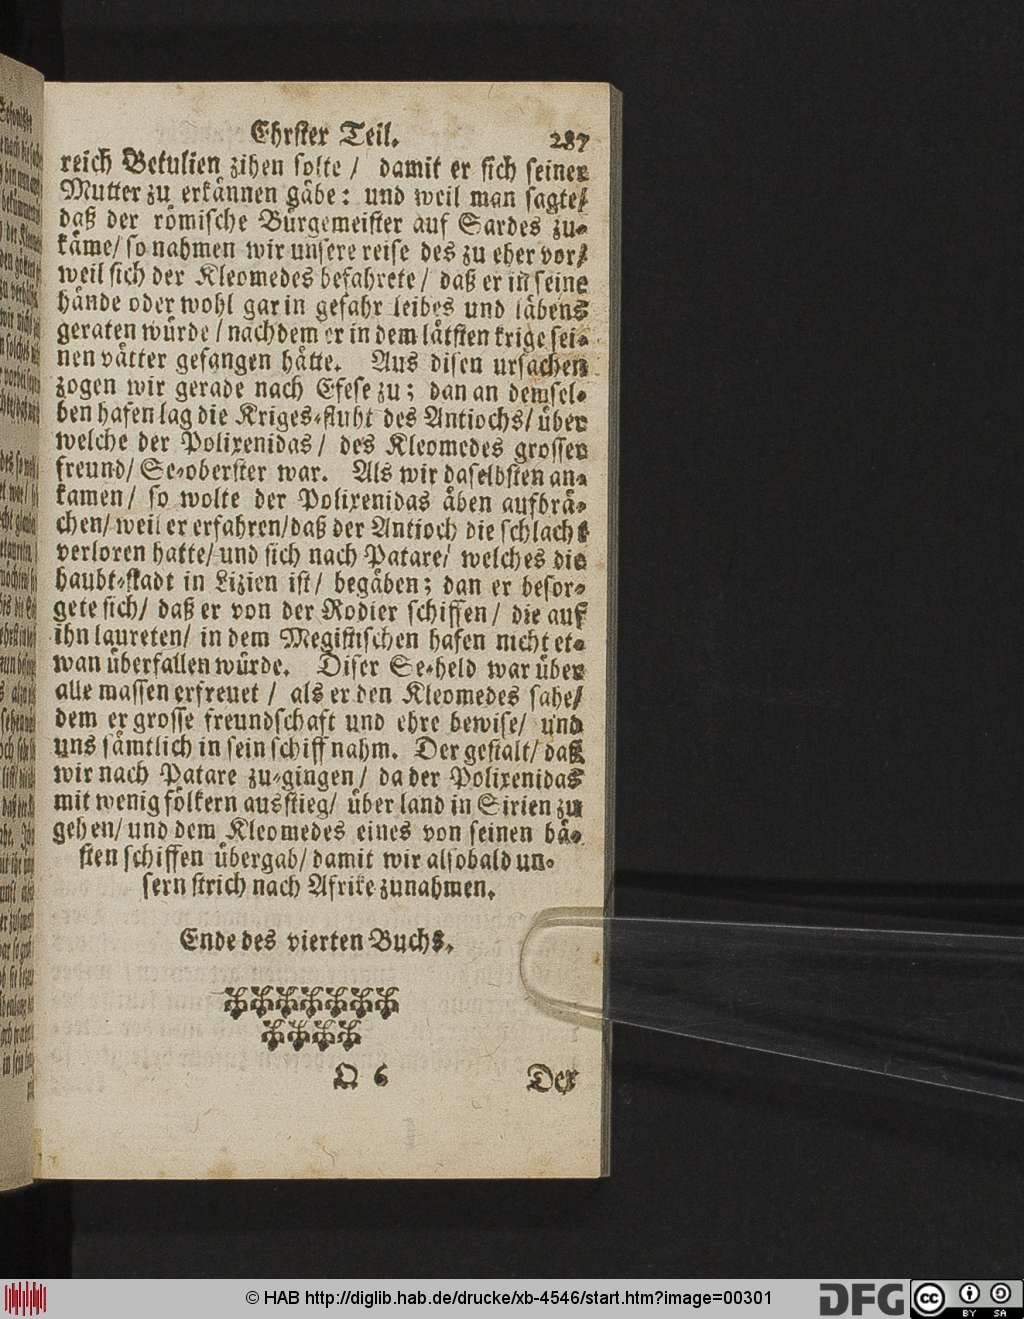 Ehrster Teil. 287
reich Betulien zihen solte / damit er sich seiner
Mutter zu erkännen gäbe: und weil man sagte/
daß der römische Bürgemeister auf Sardes zu-
käme/ so nahmen wir unsere reise des zu eher vor/
weil sich der Kleomedes befahrete / daß er in seine
hände oder wohl gar in gefahr leibes und läbens
geraten würde / nachdem er in dem lätsten krige sei-
nen vätter gefangen hätte. Aus disen ursachen
zogen wir gerade nach Efese zu; dan an demsel-
ben hafen lag die Kriges-fluht des Antiochs/ über
welche der Polixenidas / des Kleomedes grossen
freund/ Se-oberster war. Als wir daselbsten an-
kamen/ so wolte der Polixenidas äben aufbrä-
chen/ weil er erfahren/ daß der Antioch die schlacht
verloren hatte/ und sich nach Patare/ welches die
haubt-stadt in Lizien ist/ begäben; dan er besor-
gete sich/ daß er von der Rodier schiffen / die auf
ihn laureten/ in dem Megistischen hafen nicht et-
wan überfallen würde. Diser Se-held war über
alle massen erfreuet / als er den Kleomedes sahe/
dem er grosse freundschaft und ehre bewise/ und
uns sämtlich in sein schiff nahm. Der gestalt/ daß
wir nach Patare zu-gingen/ da der Polixenidas
mit wenig fölkern ausstieg/ über land in Sirien zu
gehen/ und dem Kleomedes eines von seinen bä-
sten schiffen übergab/ damit wir alsobald un-
sern strich nach Afrike zunahmen.
Ende des vierten Buchs.
O 6 Der
© HAB http://diglib.hab.de/drucke/xb-4546/start.htm?image=00301
DFG
cc BY SA